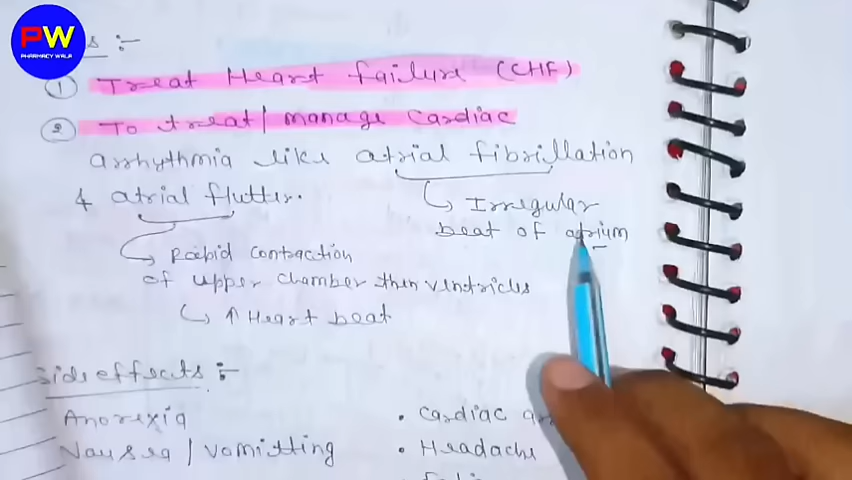 PW
PHARMACY WALA
s :-
① Treat Heart failure (CHF)
② To treat / manage cardiac
arrhythmia like atrial fibrillation
& atrial flutter.
Irregular
beat of atrium
Rapid contraction
of upper chamber then ventricles
↑ Heart beat
Side effects :-
Anorexia
Nausea / vomitting
• Cardiac arr
• Headache